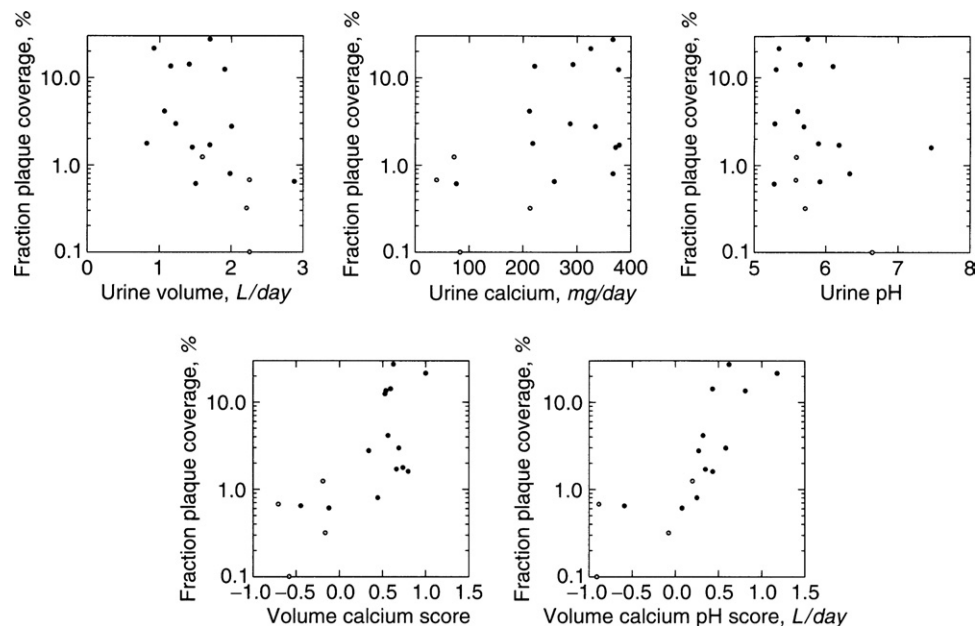 Fraction plaque coverage, %
10.0
1.0
0.1
0 1 2 3
Urine volume, L/day
Fraction plaque coverage, %
10.0
1.0
0.1
0 100 200 300 400
Urine calcium, mg/day
Fraction plaque coverage, %
10.0
1.0
0.1
5 6 7 8
Urine pH
Fraction plaque coverage, %
10.0
1.0
0.1
−1.0 −0.5 0.0 0.5 1.0 1.5
Volume calcium score
Fraction plaque coverage, %
10.0
1.0
0.1
−1.0 −0.5 0.0 0.5 1.0 1.5
Volume calcium pH score, L/day